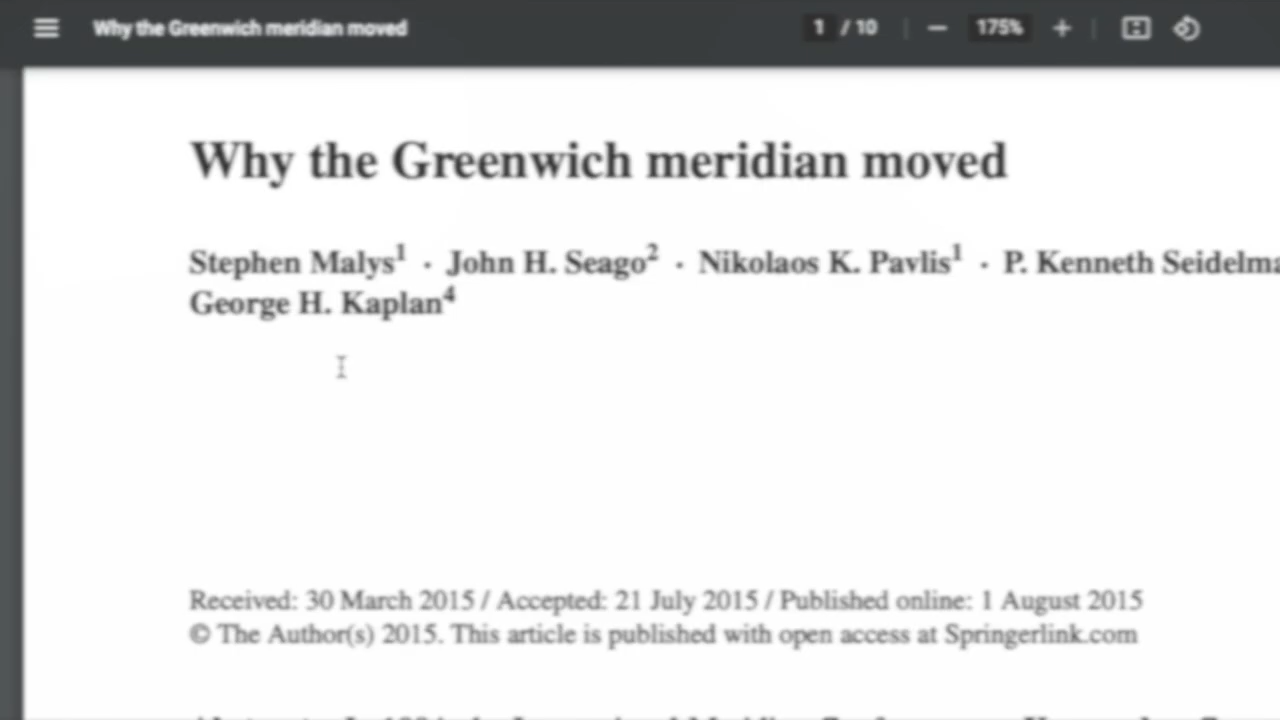 Why the Greenwich meridian moved
1 / 10 175%
Why the Greenwich meridian moved
Stephen Malys1 · John H. Seago2 · Nikolaos K. Pavlis1 · P. Kenneth Seidelma
George H. Kaplan4
Received: 30 March 2015 / Accepted: 21 July 2015 / Published online: 1 August 2015
© The Author(s) 2015. This article is published with open access at Springerlink.com